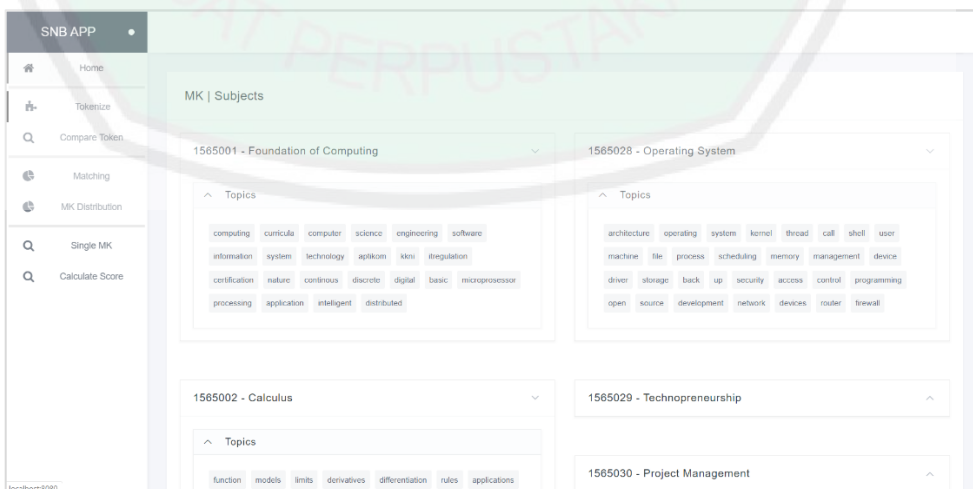 SNB APP
Home
Tokenize
Compare Token
Matching
MK Distribution
Single MK
Calculate Score
MK | Subjects
1565001 - Foundation of Computing
Topics
computing curricula computer science engineering software
information system technology aptikom kkni itregulation
certification nature continous discrete digital basic microprosessor
processing application intelligent distributed
1565028 - Operating System
Topics
architecture operating system kernel thread call shell user
machine file process scheduling memory management device
driver storage back up security access control programming
open source development network devices router firewall
1565002 - Calculus
Topics
function models limits derivatives differentiation rules applications
1565029 - Technopreneurship
1565030 - Project Management
localhost:8080
AT PERPUSTAK